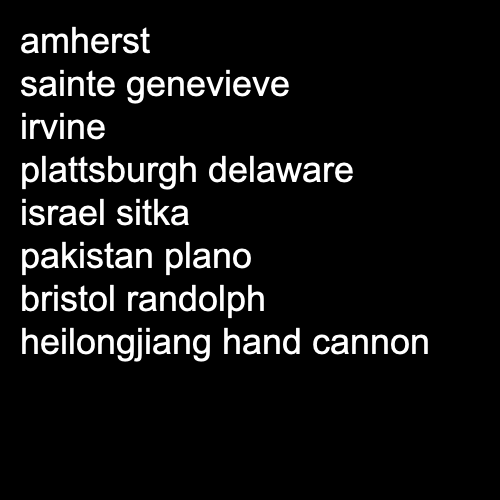 amherst
sainte genevieve
irvine
plattsburgh delaware
israel sitka
pakistan plano
bristol randolph
heilongjiang hand cannon